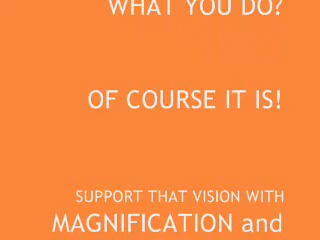 WHAT YOU DO?
OF COURSE IT IS!
SUPPORT THAT VISION WITH
MAGNIFICATION and